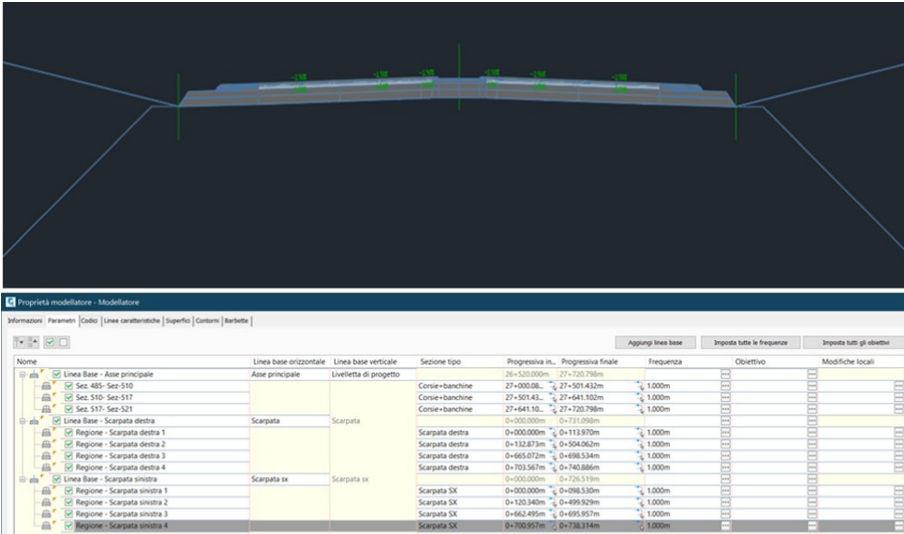 Proprietà modellatore - Modellatore
Informazioni Parametri Codici Linee caratteristiche Superfici Contorni Barbette
Aggiungi linea base Imposta tutte le frequenze Imposta tutti gli obiettivi
Nome Linea base orizzontale Linea base verticale Sezione tipo Progressiva in... Progressiva finale Frequenza Obiettivo Modifiche locali
Linea Base - Asse principale Asse principale Livelletta di progetto 26+520.000m 27+720.798m
Sez. 485- Sez-510 Corsie+banchine 27+000.08... 27+501.432m 1.000m
Sez. 510- Sez-517 Corsie+banchine 27+501.43... 27+641.102m 1.000m
Sez. 517- Sez-521 Corsie+banchine 27+641.10... 27+720.798m 1.000m
Linea Base - Scarpata destra Scarpata Scarpata 0+000.000m 0+731.098m
Regione - Scarpata destra 1 Scarpata destra 0+000.000m 0+113.970m 1.000m
Regione - Scarpata destra 2 Scarpata destra 0+132.873m 0+504.062m 1.000m
Regione - Scarpata destra 3 Scarpata destra 0+665.072m 0+698.534m 1.000m
Regione - Scarpata destra 4 Scarpata destra 0+703.567m 0+740.886m 1.000m
Linea Base - Scarpata sinistra Scarpata sx Scarpata sx 0+000.000m 0+726.519m
Regione - Scarpata sinistra 1 Scarpata SX 0+000.000m 0+098.530m 1.000m
Regione - Scarpata sinistra 2 Scarpata SX 0+120.340m 0+499.929m 1.000m
Regione - Scarpata sinistra 3 Scarpata SX 0+662.495m 0+695.957m 1.000m
Regione - Scarpata sinistra 4 Scarpata SX 0+700.957m 0+738.314m 1.000m